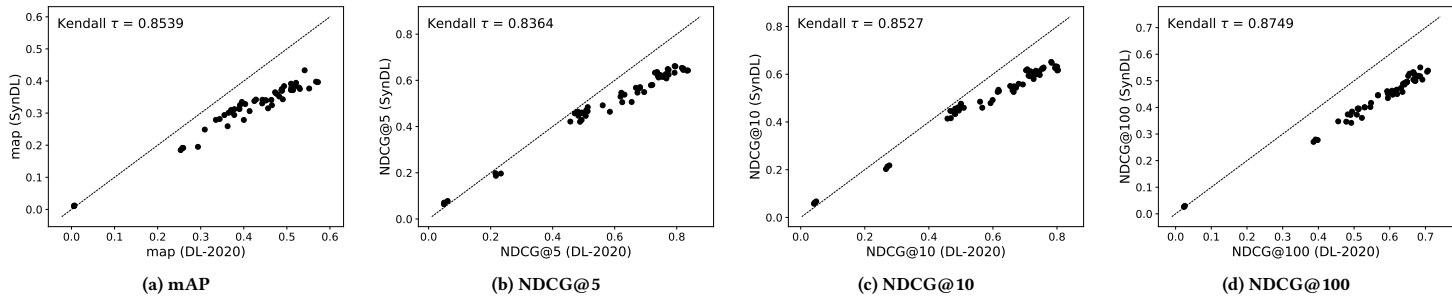 Kendall τ = 0.8539
0.6
0.5
0.4
0.3
0.2
0.1
0.0
map (SynDL)
0.0 0.1 0.2 0.3 0.4 0.5 0.6
map (DL-2020)
(a) mAP
Kendall τ = 0.8364
0.8
0.6
0.4
0.2
0.0
NDCG@5 (SynDL)
0.0 0.2 0.4 0.6 0.8
NDCG@5 (DL-2020)
(b) NDCG@5
Kendall τ = 0.8527
0.8
0.6
0.4
0.2
0.0
NDCG@10 (SynDL)
0.0 0.2 0.4 0.6 0.8
NDCG@10 (DL-2020)
(c) NDCG@10
Kendall τ = 0.8749
0.7
0.6
0.5
0.4
0.3
0.2
0.1
0.0
NDCG@100 (SynDL)
0.0 0.1 0.2 0.3 0.4 0.5 0.6 0.7
NDCG@100 (DL-2020)
(d) NDCG@100